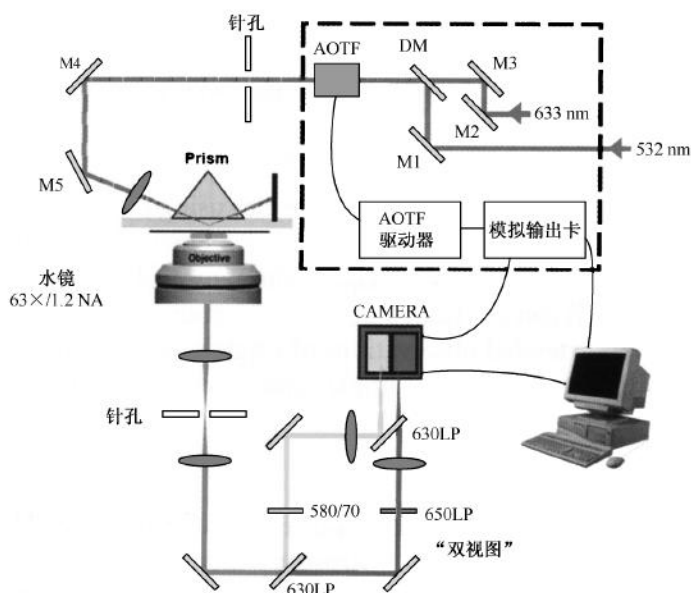 针孔
AOTF
DM
M3
M4
M2
633 nm
M1
532 nm
Prism
M5
AOTF
驱动器
模拟输出卡
Objective
水镜
63×/1.2 NA
CAMERA
针孔
630LP
580/70
650LP
“双视图”
630LP